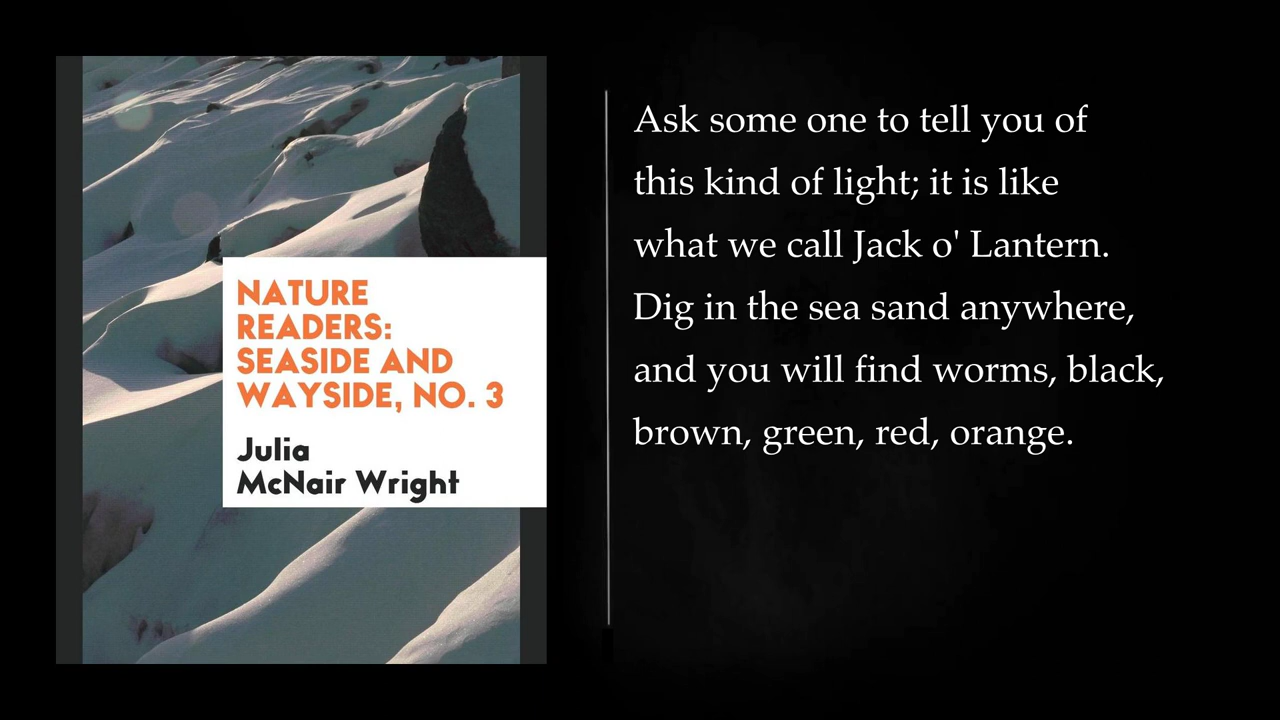 NATURE
READERS:
SEASIDE AND
WAYSIDE, NO. 3
Julia
McNair Wright
Ask some one to tell you of
this kind of light; it is like
what we call Jack o' Lantern.
Dig in the sea sand anywhere,
and you will find worms, black,
brown, green, red, orange.